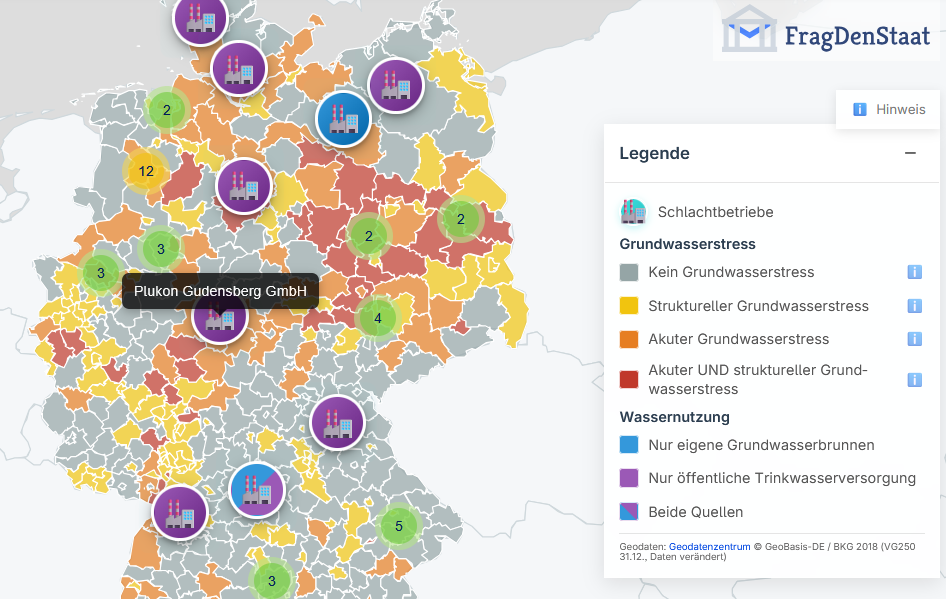 FragDenStaat
Hinweis
Legende
Schlachtbetriebe
Grundwasserstress
Kein Grundwasserstress
Struktureller Grundwasserstress
Akuter Grundwasserstress
Akuter UND struktureller Grund-
wasserstress
Wassernutzung
Nur eigene Grundwasserbrunnen
Nur öffentliche Trinkwasserversorgung
Beide Quellen
Geodaten: Geodatenzentrum © GeoBasis-DE / BKG 2018 (VG250
31.12., Daten verändert)
2
12
2
2
3
3
Plukon Gudensberg GmbH
4
5
3